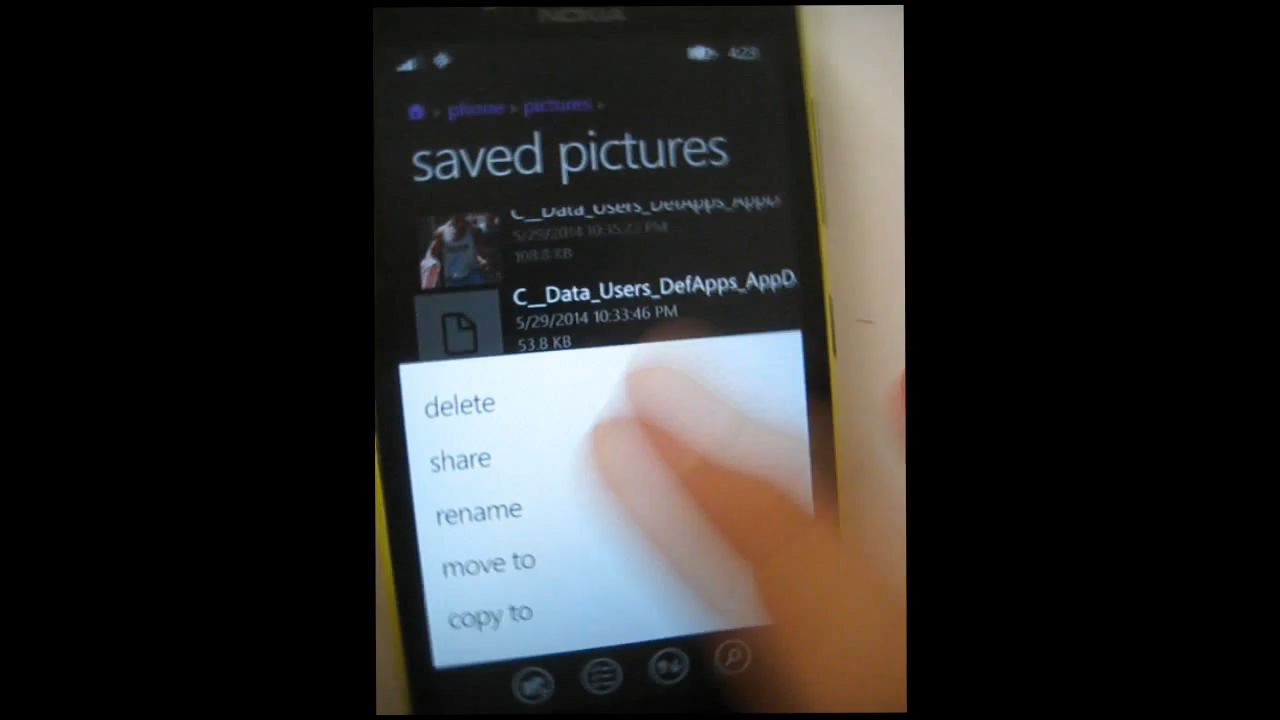 NOKIA
4:23
phone pictures
saved pictures
C__Data_Users_DefApps_AppD
5/29/2014 10:35:23 PM
108.8 KB
C__Data_Users_DefApps_AppD
5/29/2014 10:33:46 PM
53.8 KB
delete
share
rename
move to
copy to